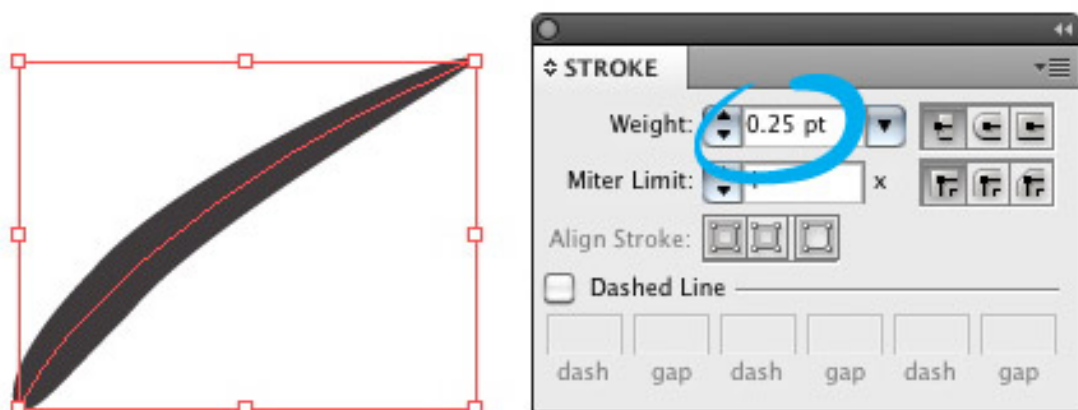 STROKE
Weight: 0.25 pt
Miter Limit: x
Align Stroke:
Dashed Line
dash gap dash gap dash gap